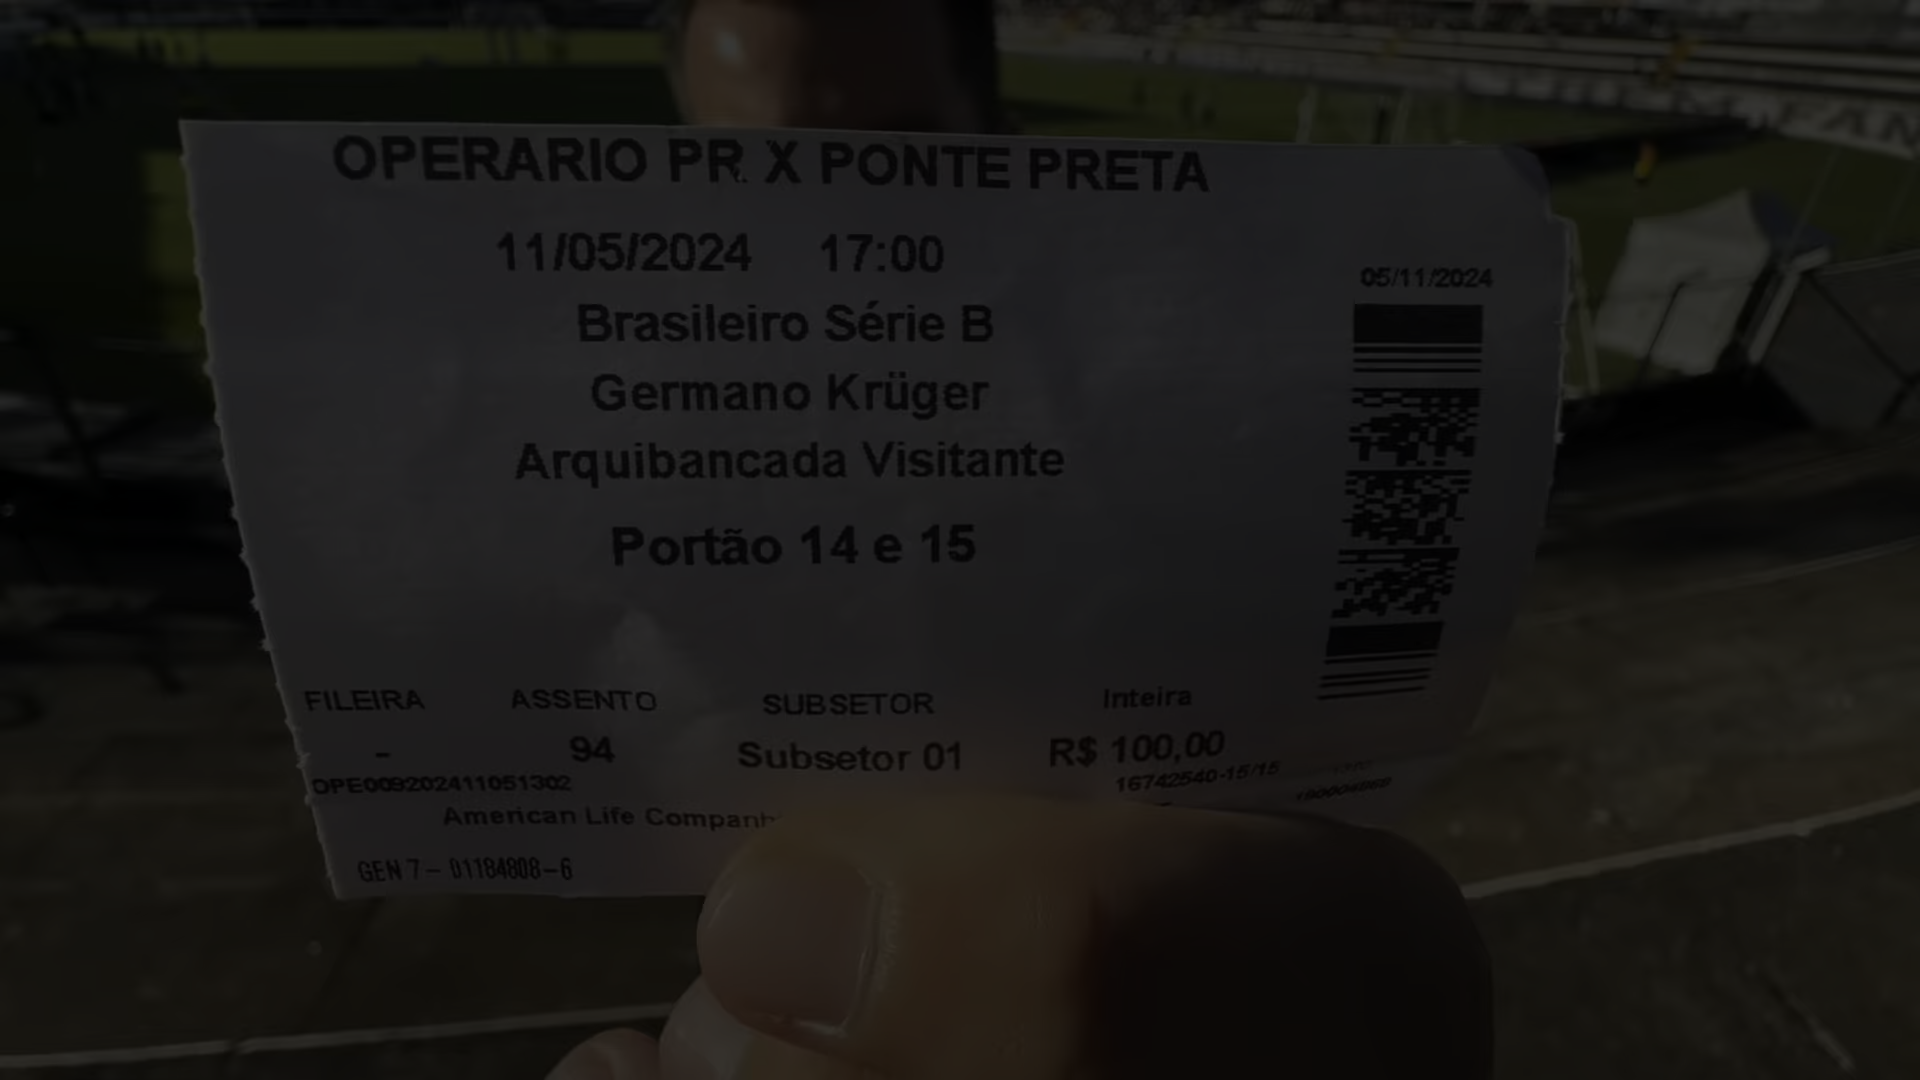 OPERARIO PR X PONTE PRETA
11/05/2024 17:00
05/11/2024
Brasileiro Série B
Germano Krüger
Arquibancada Visitante
Portão 14 e 15
FILEIRA ASSENTO SUBSETOR Inteira
- 94 Subsetor 01 R$ 100,00
OPE009202411051302 16742540-15/15
American Life
GEN 7 - 01184808-6